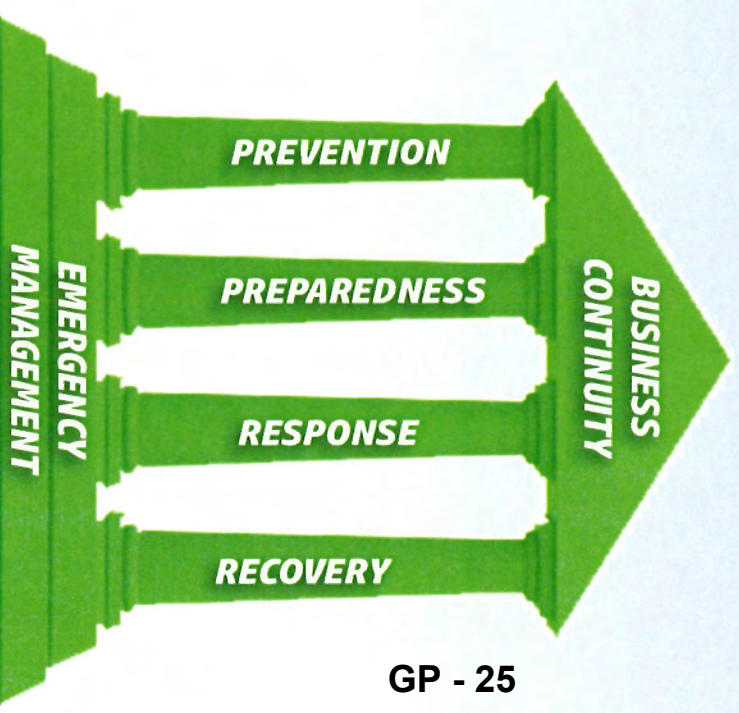 EMERGENCY
MANAGEMENT
PREVENTION
PREPAREDNESS
RESPONSE
RECOVERY
BUSINESS
CONTINUITY
GP - 25